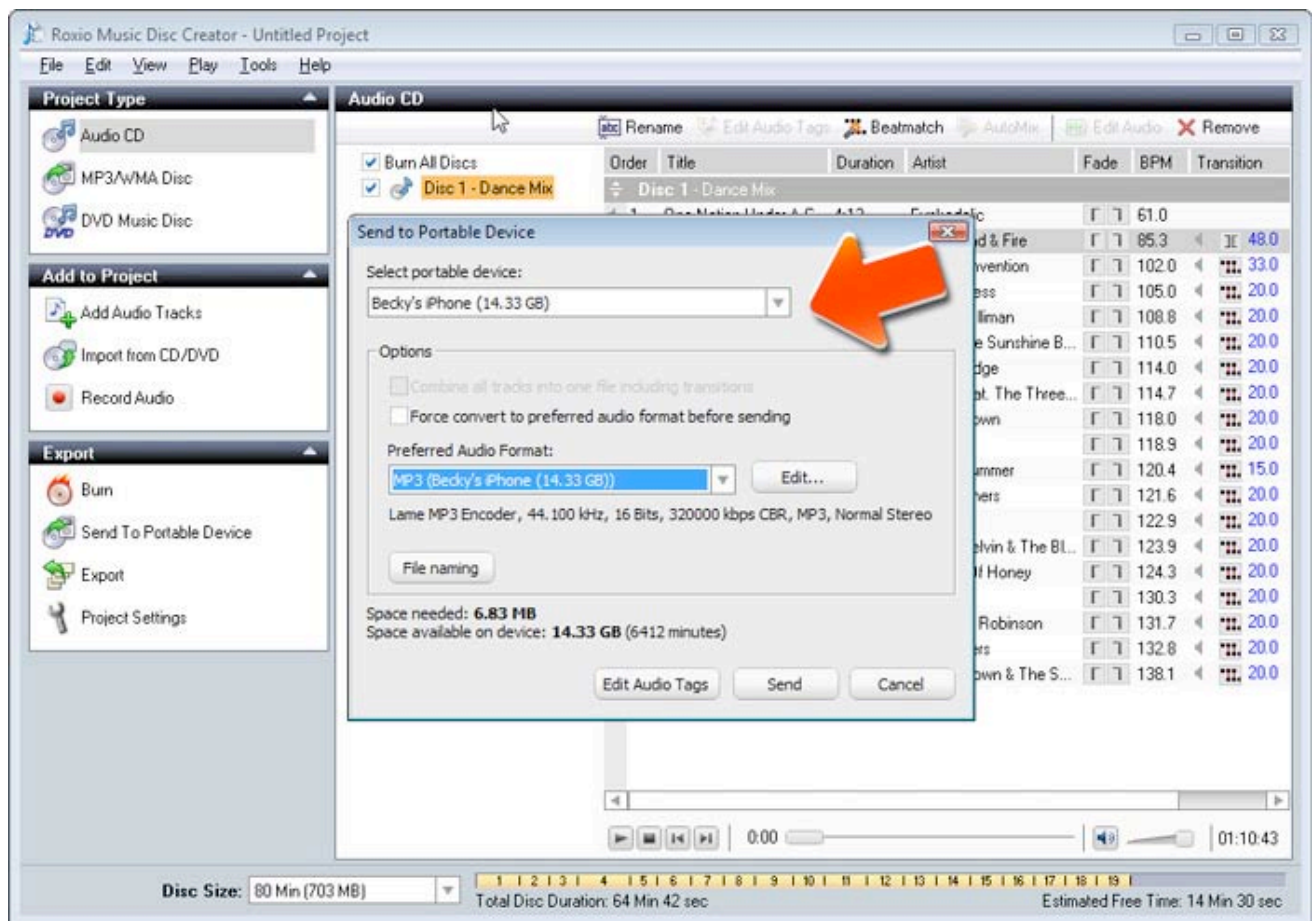 Roxio Music Disc Creator - Untitled Project
File Edit View Play Tools Help
Project Type
Audio CD
MP3/WMA Disc
DVD Music Disc
Add to Project
Add Audio Tracks
Import from CD/DVD
Record Audio
Export
Burn
Send To Portable Device
Export
Project Settings
Audio CD
Rename Edit Audio Tags Beatmatch AutoMix Edit Audio Remove
Burn All Discs
Disc 1 - Dance Mix
Order Title Duration Artist Fade BPM Transition
Disc 1 - Dance Mix
61.0
d & Fire 85.3 48.0
102.0 33.0
105.0 20.0
108.8 20.0
Sunshine B... 110.5 20.0
114.0 20.0
The Three... 114.7 20.0
118.0 20.0
118.9 20.0
120.4 15.0
121.6 20.0
122.9 20.0
& The Bl... 123.9 20.0
Honey 124.3 20.0
130.3 20.0
Robinson 131.7 20.0
132.8 20.0
& The S... 138.1 20.0
Send to Portable Device
Select portable device:
Becky's iPhone (14.33 GB)
Options
Combine all tracks into one file including transitions
Force convert to preferred audio format before sending
Preferred Audio Format:
MP3 (Becky's iPhone (14.33 GB))
Edit...
Lame MP3 Encoder, 44.100 kHz, 16 Bits, 320000 kbps CBR, MP3, Normal Stereo
File naming
Space needed: 6.83 MB
Space available on device: 14.33 GB (6412 minutes)
Edit Audio Tags Send Cancel
0:00 01:10:43
Disc Size: 80 Min (703 MB)
1 2 3 4 5 6 7 8 9 10 11 12 13 14 15 16 17 18 19
Total Disc Duration: 64 Min 42 sec Estimated Free Time: 14 Min 30 sec